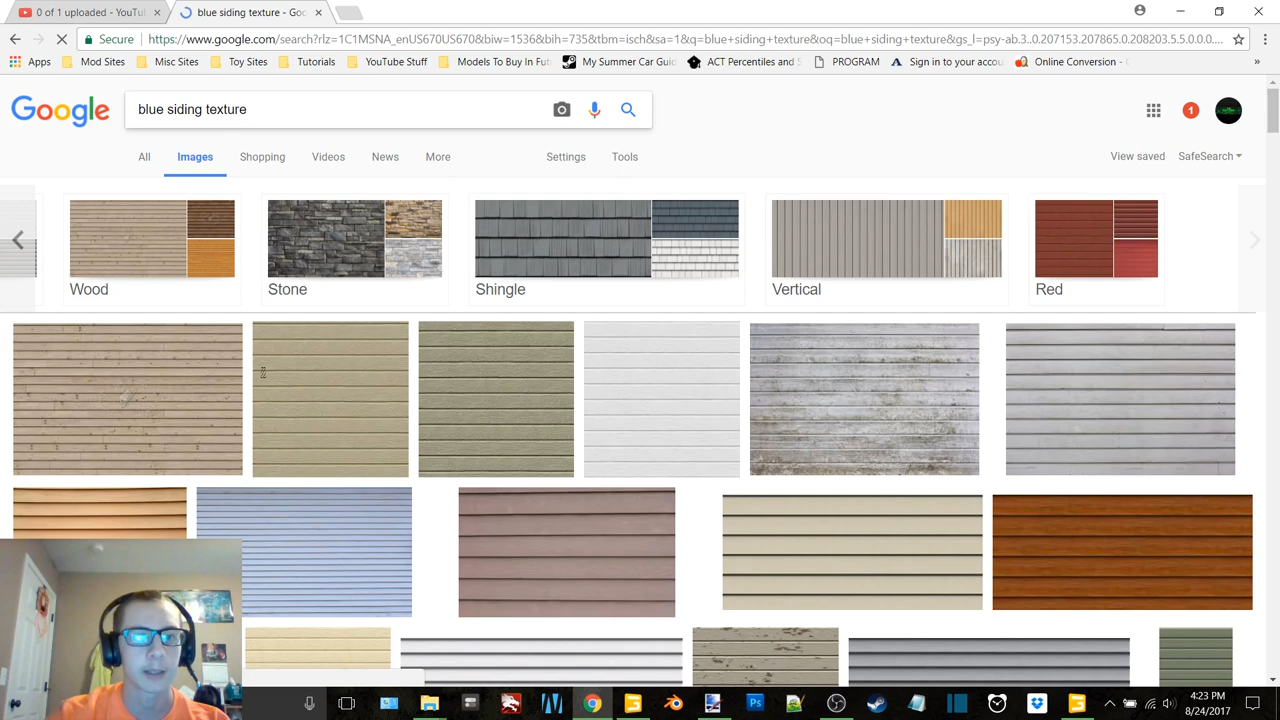 0 of 1 uploaded - YouTu
blue siding texture - Goo
Secure
https://www.google.com/search?rlz=1C1MSNA_enUS670US670&biw=1536&bih=735&tbm=isch&sa=1&q=blue+siding+texture&oq=blue+siding+texture&gs_l=psy-ab.3..0.207153.207865.0.208203.5.5.0.0.0....
Apps
Mod Sites
Misc Sites
Toy Sites
Tutorials
YouTube Stuff
Models To Buy In Fut
My Summer Car Guid
ACT Percentiles and S
PROGRAM
Sign in to your accou
Online Conversion -
»
Google
blue siding texture
1
All
Images
Shopping
Videos
News
More
Settings
Tools
View saved
SafeSearch
Wood
Stone
Shingle
Vertical
Red
4:23 PM
8/24/2017